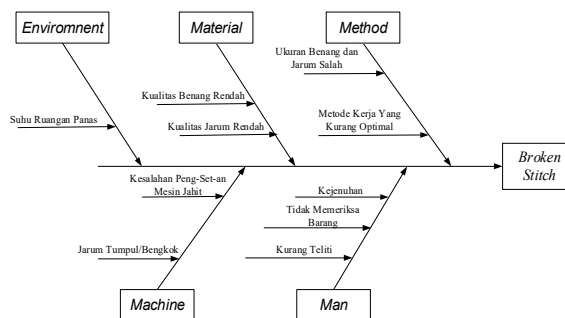 Enviromnent
Material
Method
Ukuran Benang dan
Jarum Salah
Kualitas Benang Rendah
Suhu Ruangan Panas
Metode Kerja Yang
Kurang Optimal
Kualitas Jarum Rendah
Broken
Stitch
Kesalahan Peng-Set-an
Mesin Jahit
Kejenuhan
Tidak Memeriksa
Barang
Jarum Tumpul/Bengkok
Kurang Teliti
Machine
Man